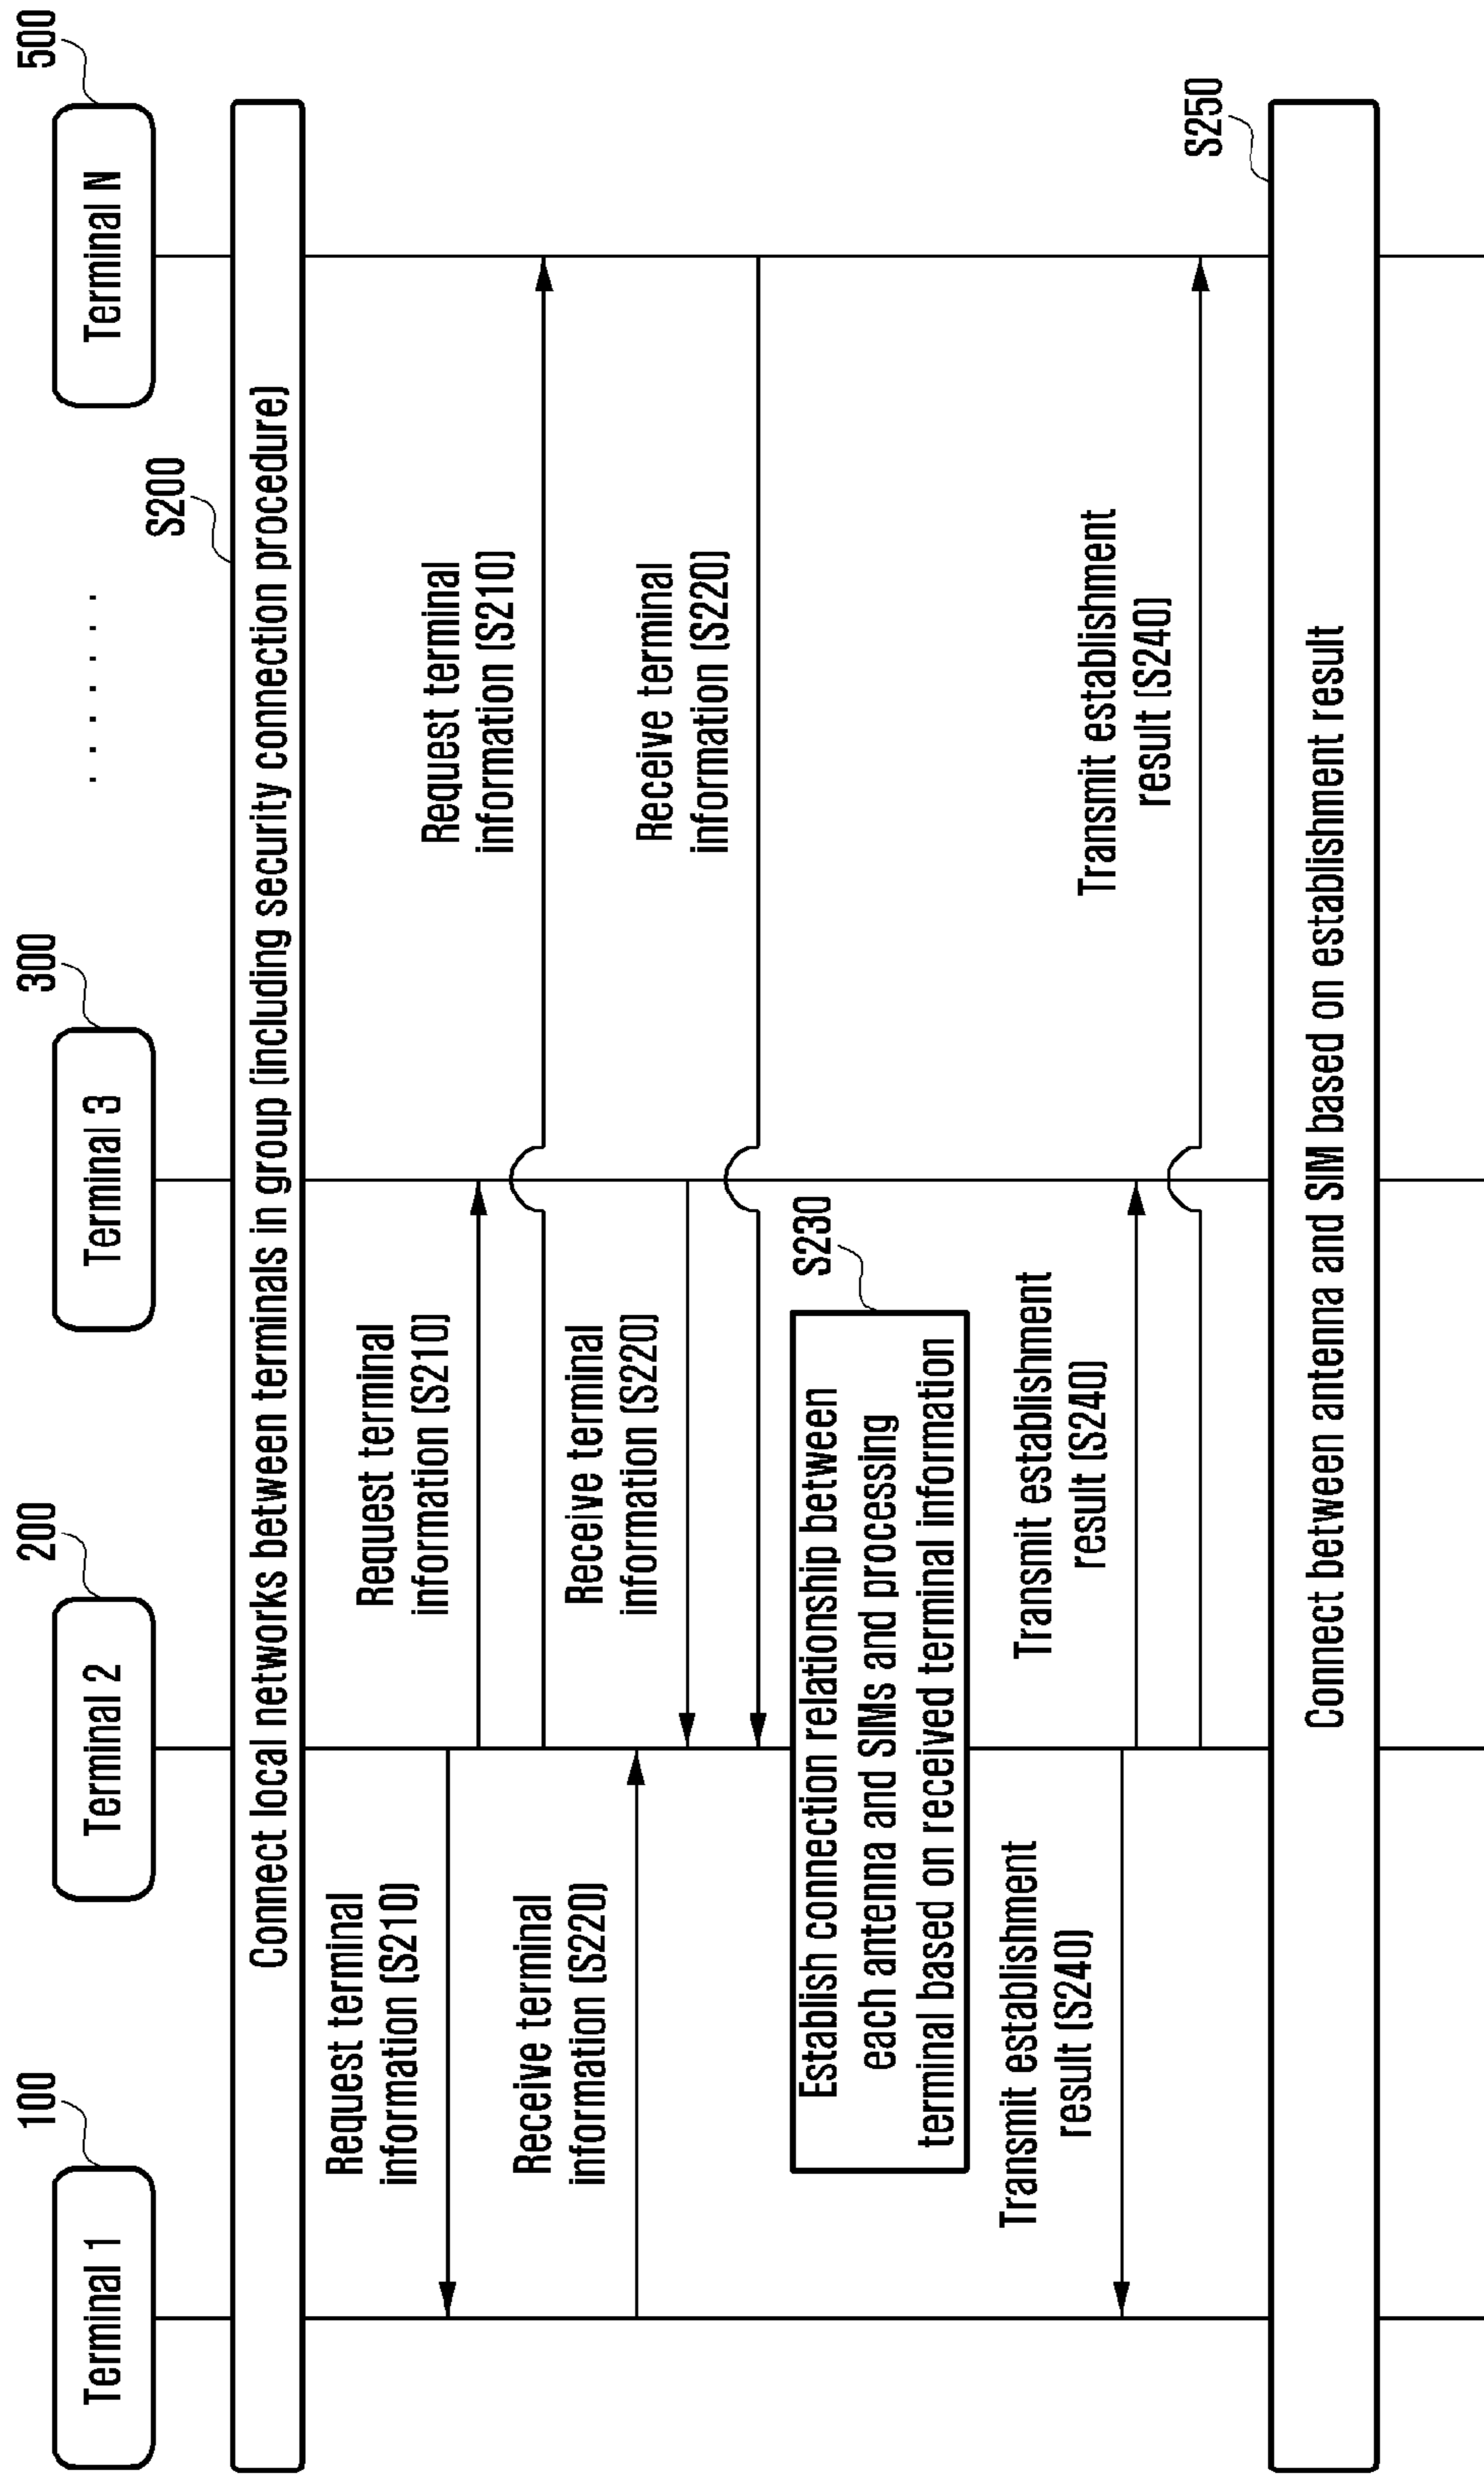 100
200
300
500
Terminal 1
Terminal 2
Terminal 3
. . . . . . .
Terminal N
S200
Connect local networks between terminals in group (including security connection procedure)
Request terminal
information (S210)
Request terminal
information (S210)
Request terminal
information (S210)
Receive terminal
information (S220)
Receive terminal
information (S220)
Receive terminal
information (S220)
S230
Establish connection relationship between
each antenna and SIMs and processing
terminal based on received terminal information
Transmit establishment
result (S240)
Transmit establishment
result (S240)
Transmit establishment
result (S240)
S250
Connect between antenna and SIM based on establishment result